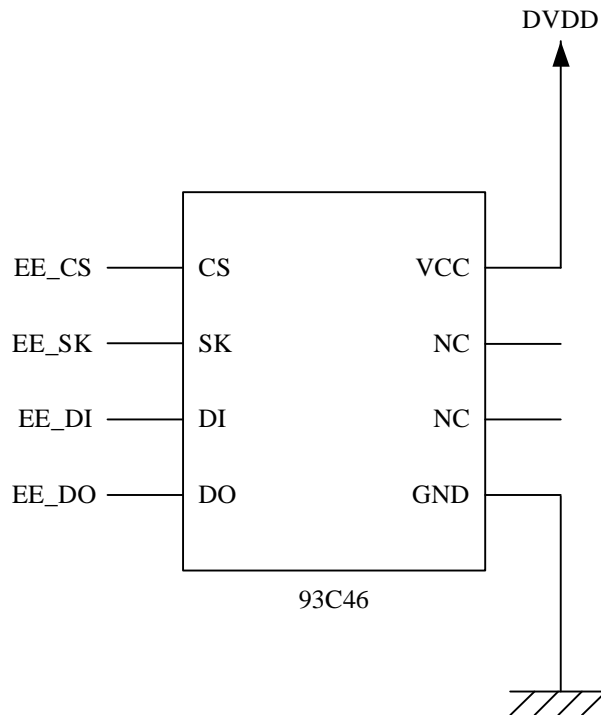 DVDD
EE_CS CS VCC
EE_SK SK NC
EE_DI DI NC
EE_DO DO GND
93C46